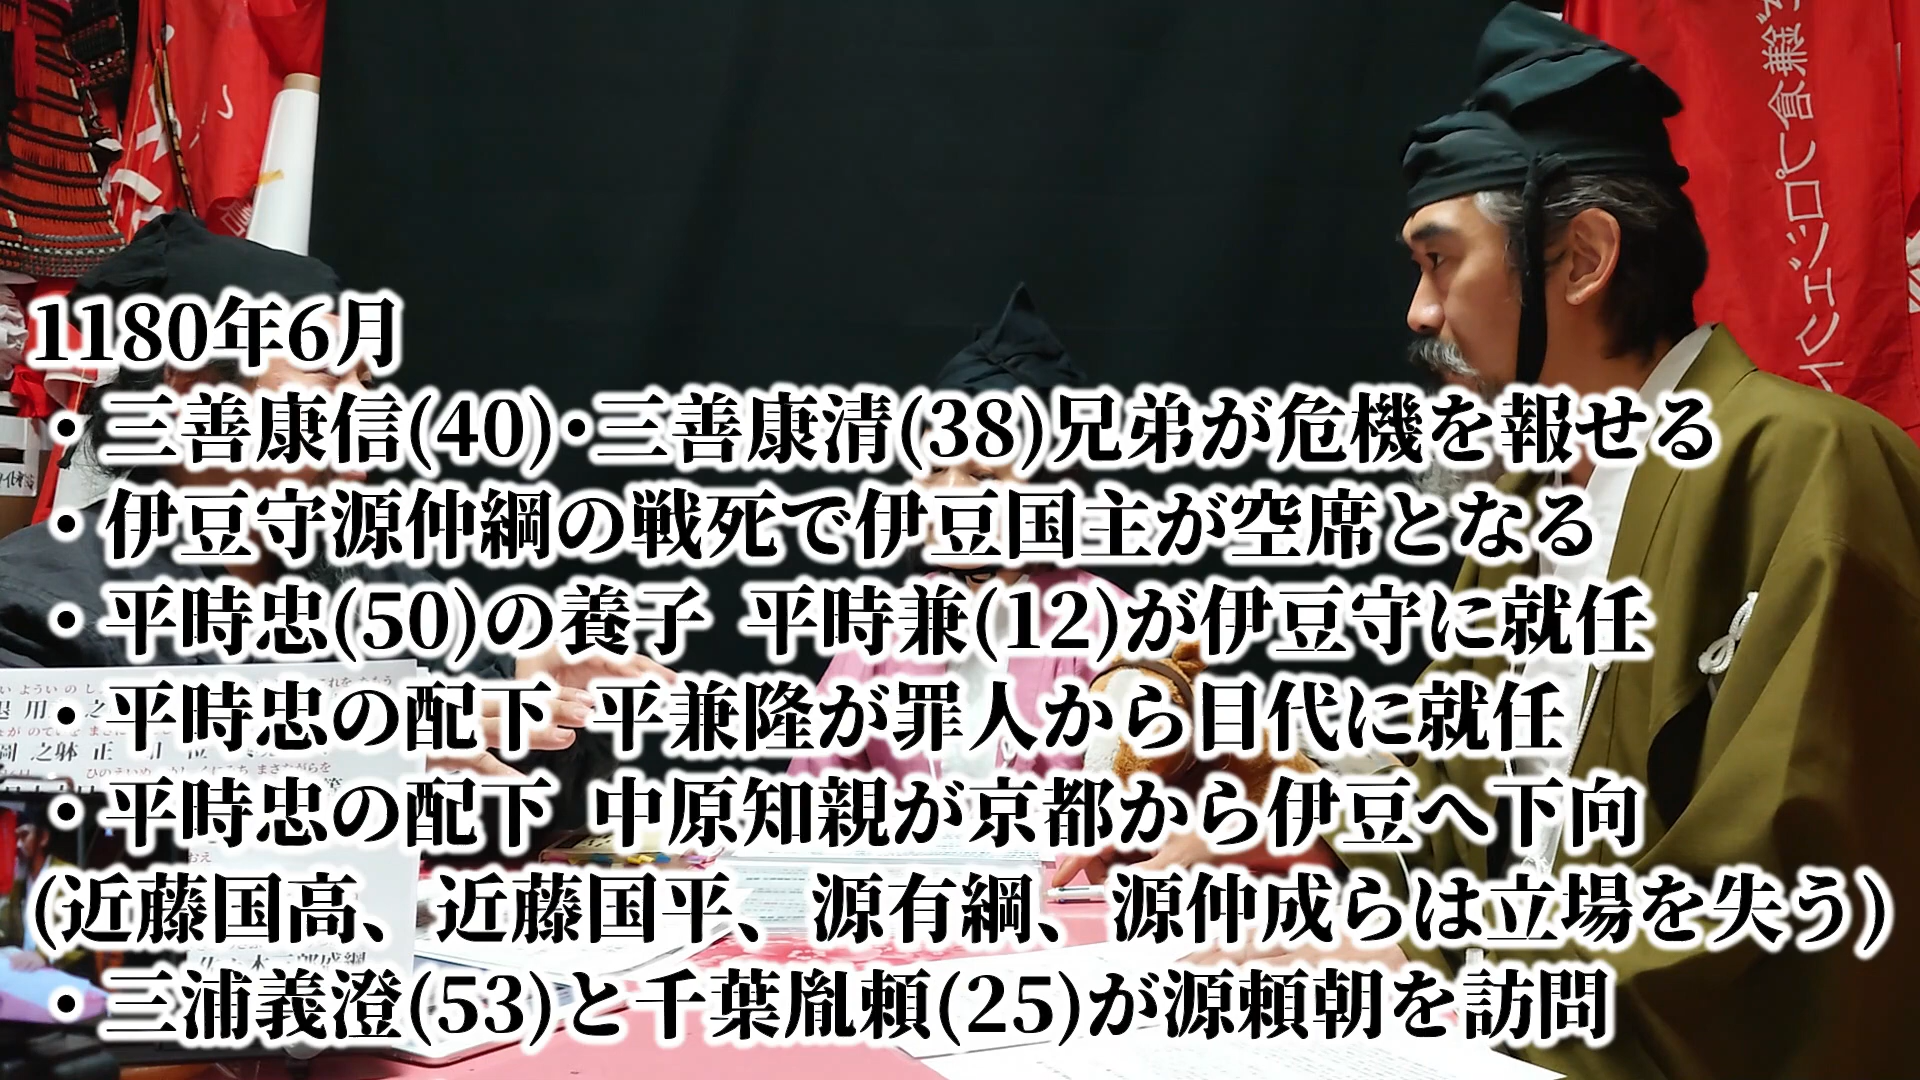 1180年6月
・三善康信(40)・三善康清(38)兄弟が危機を報せる
・伊豆守源仲綱の戦死で伊豆国主が空席となる
・平時忠(50)の養子 平時兼(12)が伊豆守に就任
・平時忠の配下 平兼隆が罪人から目代に就任
・平時忠の配下 中原知親が京都から伊豆へ下向
(近藤国高、近藤国平、源有綱、源仲成らは立場を失う)
・三浦義澄(53)と千葉胤頼(25)が源頼朝を訪問